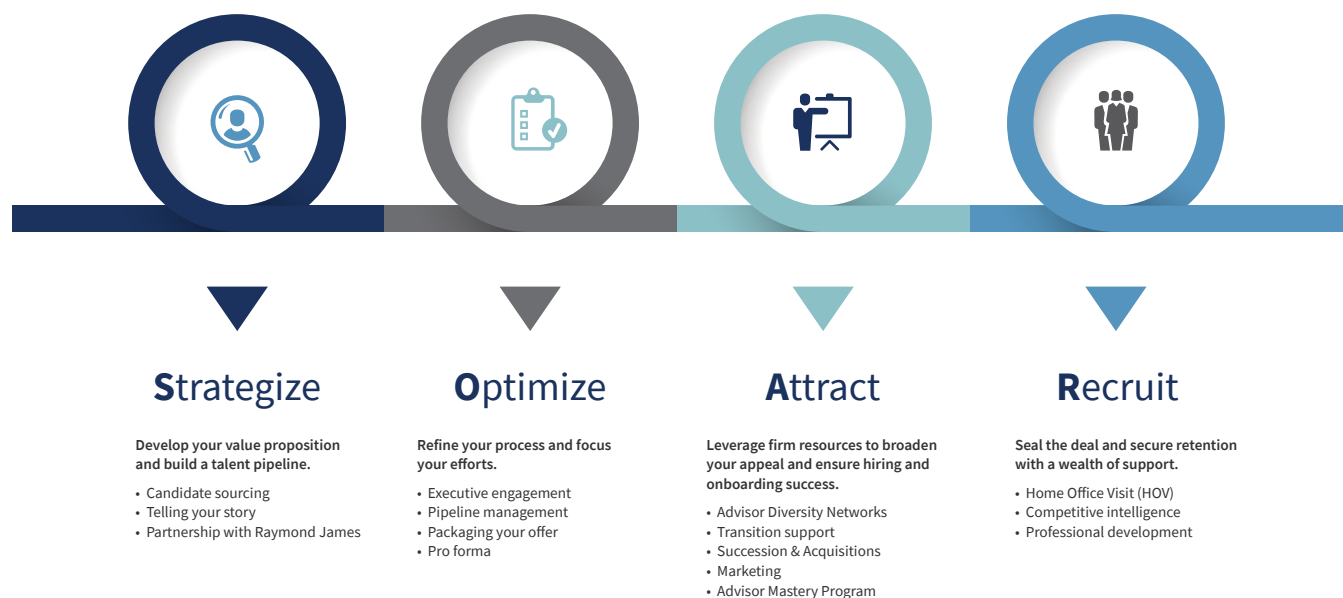 Strategize
Develop your value proposition
and build a talent pipeline.
• Candidate sourcing
• Telling your story
• Partnership with Raymond James
Optimize
Refine your process and focus
your efforts.
• Executive engagement
• Pipeline management
• Packaging your offer
• Pro forma
Attract
Leverage firm resources to broaden
your appeal and ensure hiring and
onboarding success.
• Advisor Diversity Networks
• Transition support
• Succession & Acquisitions
• Marketing
• Advisor Mastery Program
Recruit
Seal the deal and secure retention
with a wealth of support.
• Home Office Visit (HOV)
• Competitive intelligence
• Professional development